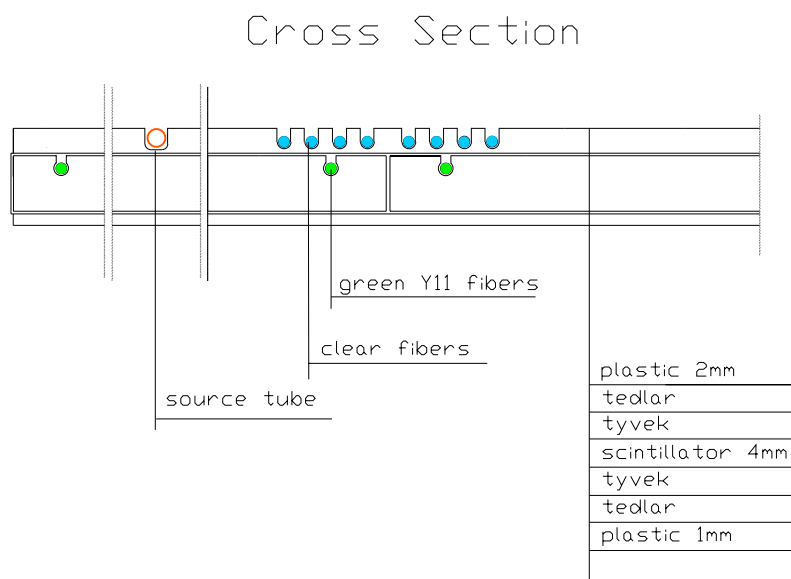 Cross Section
green Y11 fibers
clear fibers
source tube
plastic 2mm
tedlar
tyvek
scintillator 4mm
tyvek
tedlar
plastic 1mm